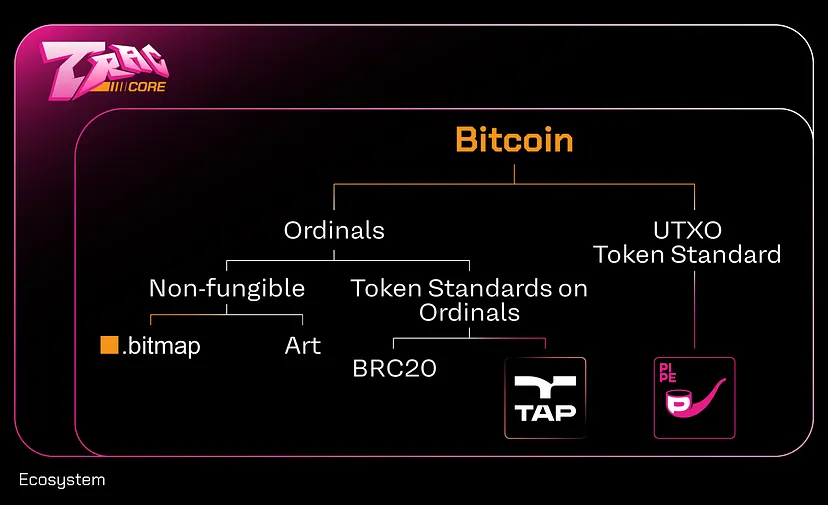 TRAC
CORE
Bitcoin
Ordinals
UTXO
Token Standard
Non-fungible
Token Standards on
Ordinals
.bitmap
Art
BRC20
TAP
PI
PE
P
Ecosystem